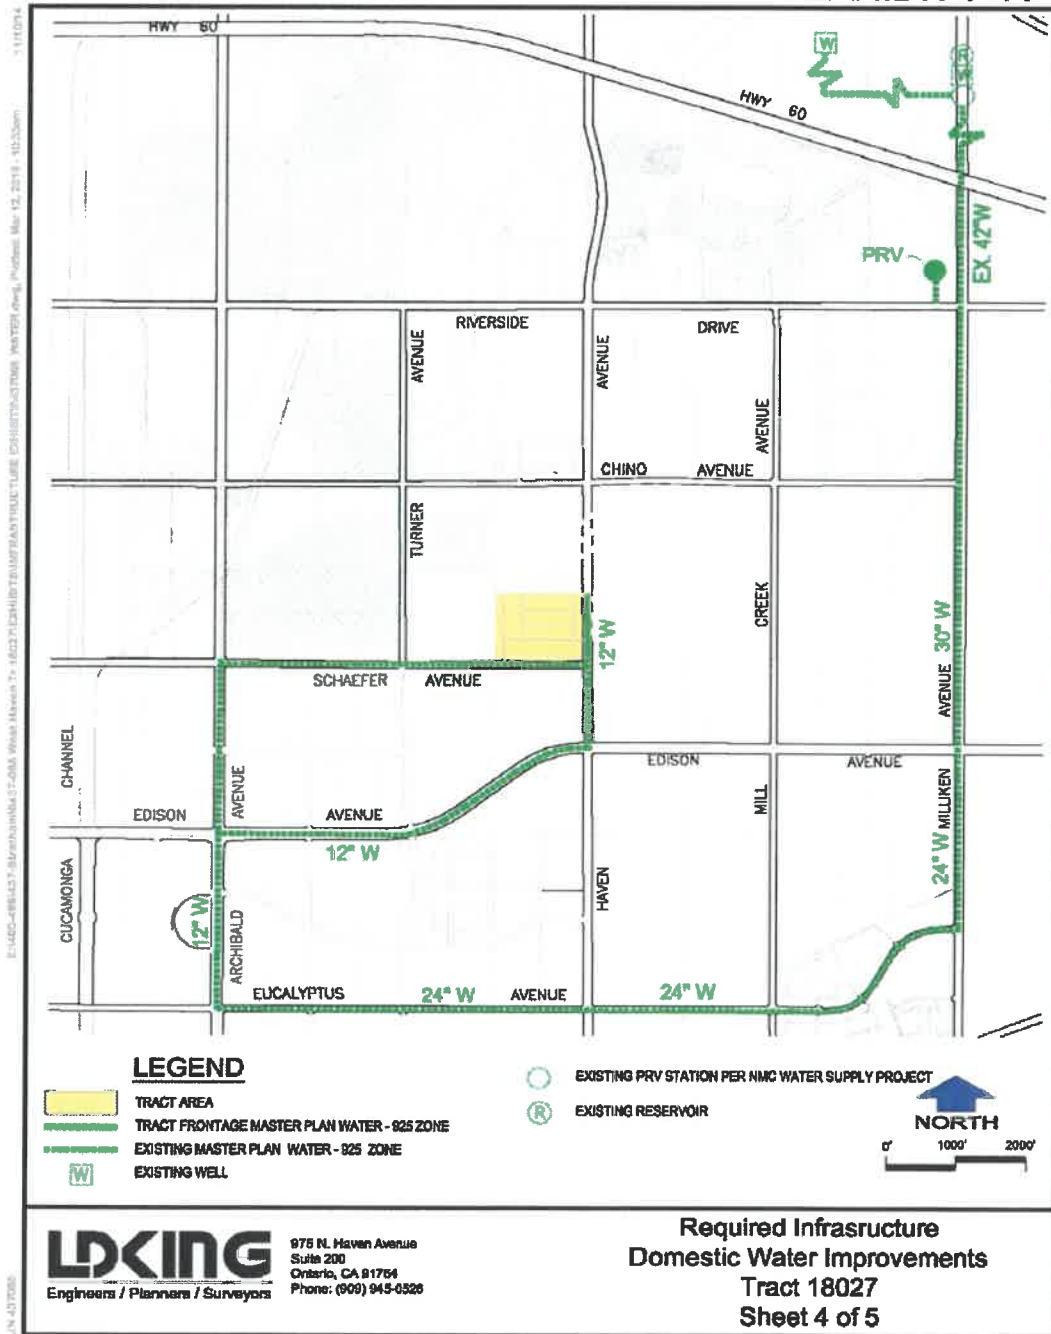 HWY 60
W
HWY 60
EX. 42"W
PRV
RIVERSIDE DRIVE
AVENUE
AVENUE
AVENUE
CHINO AVENUE
TURNER
CREEK
12" W
30" W
SCHAEFER AVENUE
AVENUE
CHANNEL
AVENUE
EDISON AVENUE
EDISON AVENUE
MILL
MILLIKEN
12" W
24" W
CUCAMONGA
12" W
ARCHIBALD
HAVEN
EUCALYPTUS 24" W AVENUE 24" W
LEGEND
TRACT AREA
TRACT FRONTAGE MASTER PLAN WATER - 925 ZONE
EXISTING MASTER PLAN WATER - 925 ZONE
W EXISTING WELL
EXISTING PRV STATION PER NMC WATER SUPPLY PROJECT
R EXISTING RESERVOIR
NORTH
0' 1000' 2000'
LDKING
Engineers / Planners / Surveyors
975 N. Haven Avenue
Suite 200
Ontario, CA 91764
Phone: (909) 945-0526
Required Infrasructure
Domestic Water Improvements
Tract 18027
Sheet 4 of 5